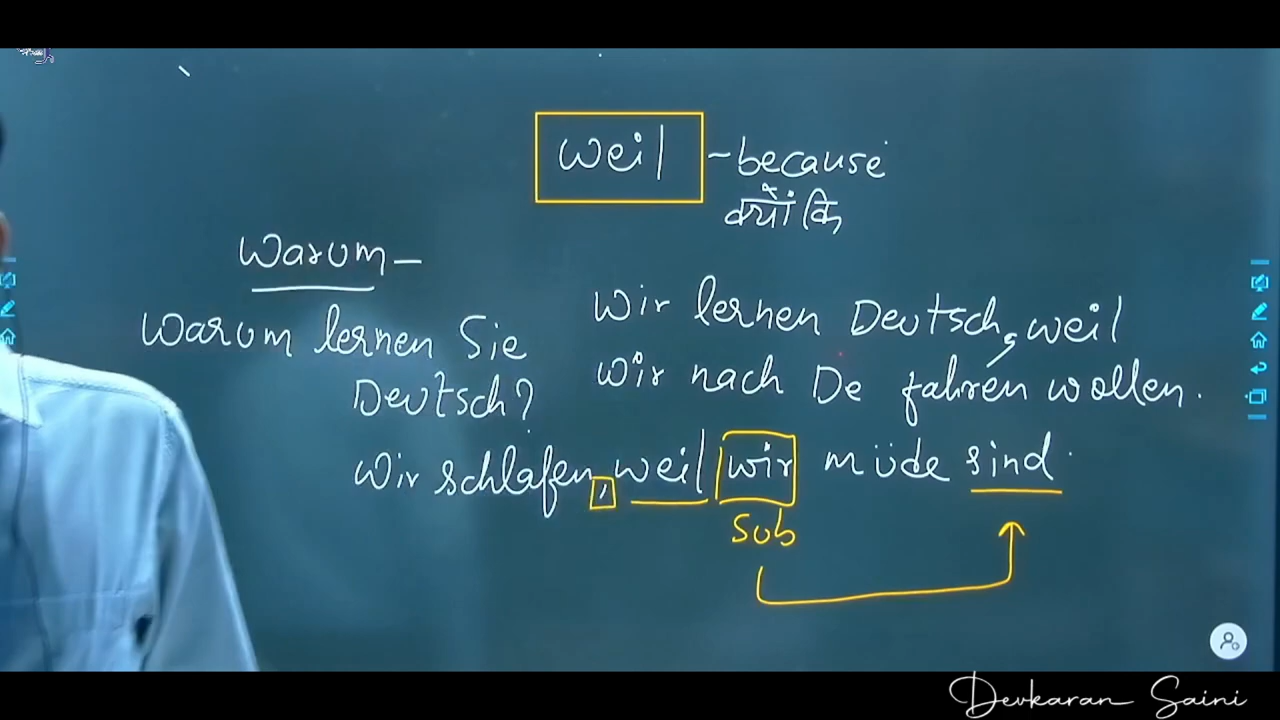 weil - because
क्योंकि
Warum -
Warum lernen Sie
Deutsch?
Wir lernen Deutsch, weil
wir nach De fahren wollen.
Wir schlafen, weil wir müde sind.
Sub
Devkaran Saini